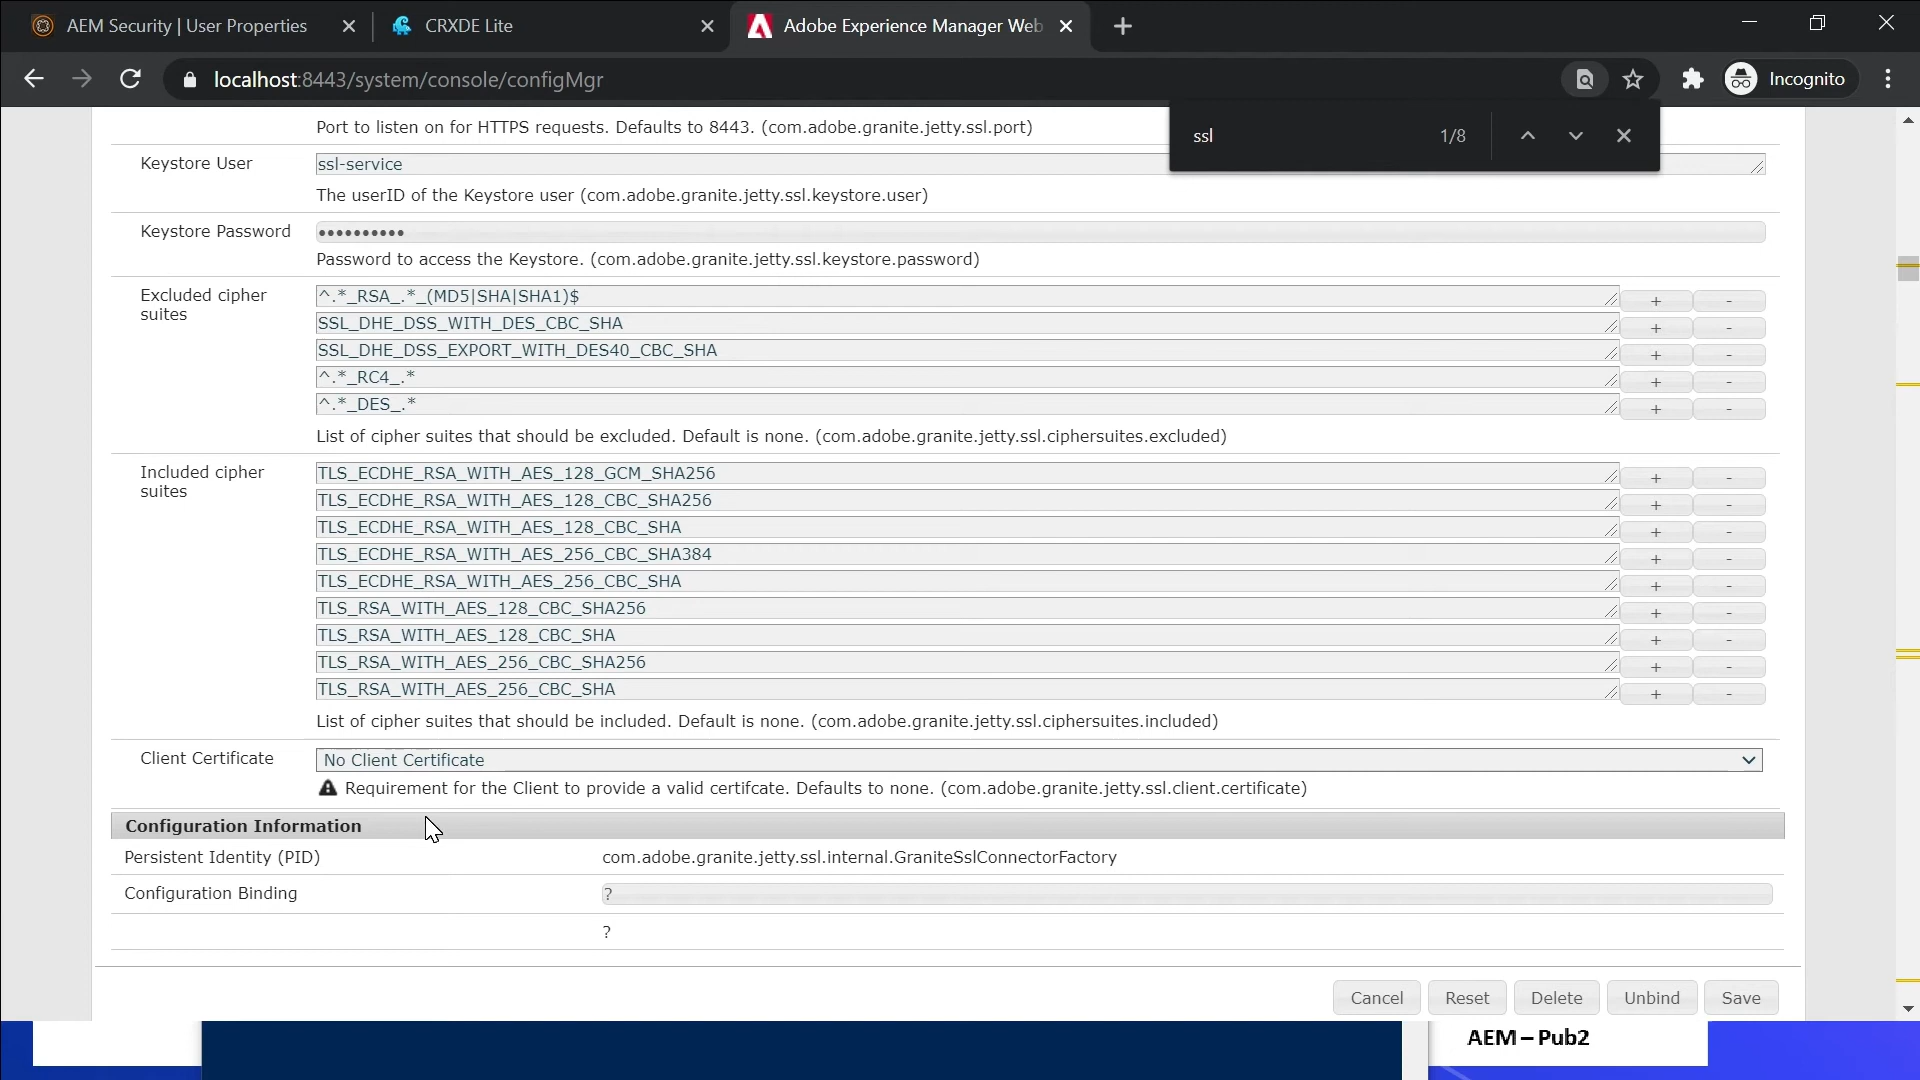 AEM Security | User Properties
CRXDE Lite
Adobe Experience Manager Web
localhost:8443/system/console/configMgr
Incognito
ssl
1/8
Port to listen on for HTTPS requests. Defaults to 8443. (com.adobe.granite.jetty.ssl.port)
Keystore User
ssl-service
The userID of the Keystore user (com.adobe.granite.jetty.ssl.keystore.user)
Keystore Password
••••••••••
Password to access the Keystore. (com.adobe.granite.jetty.ssl.keystore.password)
Excluded cipher
suites
^.*_RSA_.*_(MD5|SHA|SHA1)$
+ -
SSL_DHE_DSS_WITH_DES_CBC_SHA
+ -
SSL_DHE_DSS_EXPORT_WITH_DES40_CBC_SHA
+ -
^.*_RC4_.*
+ -
^.*_DES_.*
+ -
List of cipher suites that should be excluded. Default is none. (com.adobe.granite.jetty.ssl.ciphersuites.excluded)
Included cipher
suites
TLS_ECDHE_RSA_WITH_AES_128_GCM_SHA256
+ -
TLS_ECDHE_RSA_WITH_AES_128_CBC_SHA256
+ -
TLS_ECDHE_RSA_WITH_AES_128_CBC_SHA
+ -
TLS_ECDHE_RSA_WITH_AES_256_CBC_SHA384
+ -
TLS_ECDHE_RSA_WITH_AES_256_CBC_SHA
+ -
TLS_RSA_WITH_AES_128_CBC_SHA256
+ -
TLS_RSA_WITH_AES_128_CBC_SHA
+ -
TLS_RSA_WITH_AES_256_CBC_SHA256
+ -
TLS_RSA_WITH_AES_256_CBC_SHA
+ -
List of cipher suites that should be included. Default is none. (com.adobe.granite.jetty.ssl.ciphersuites.included)
Client Certificate
No Client Certificate
Requirement for the Client to provide a valid certifcate. Defaults to none. (com.adobe.granite.jetty.ssl.client.certificate)
Configuration Information
Persistent Identity (PID)
com.adobe.granite.jetty.ssl.internal.GraniteSslConnectorFactory
Configuration Binding
?
?
Cancel
Reset
Delete
Unbind
Save
AEM – Pub2